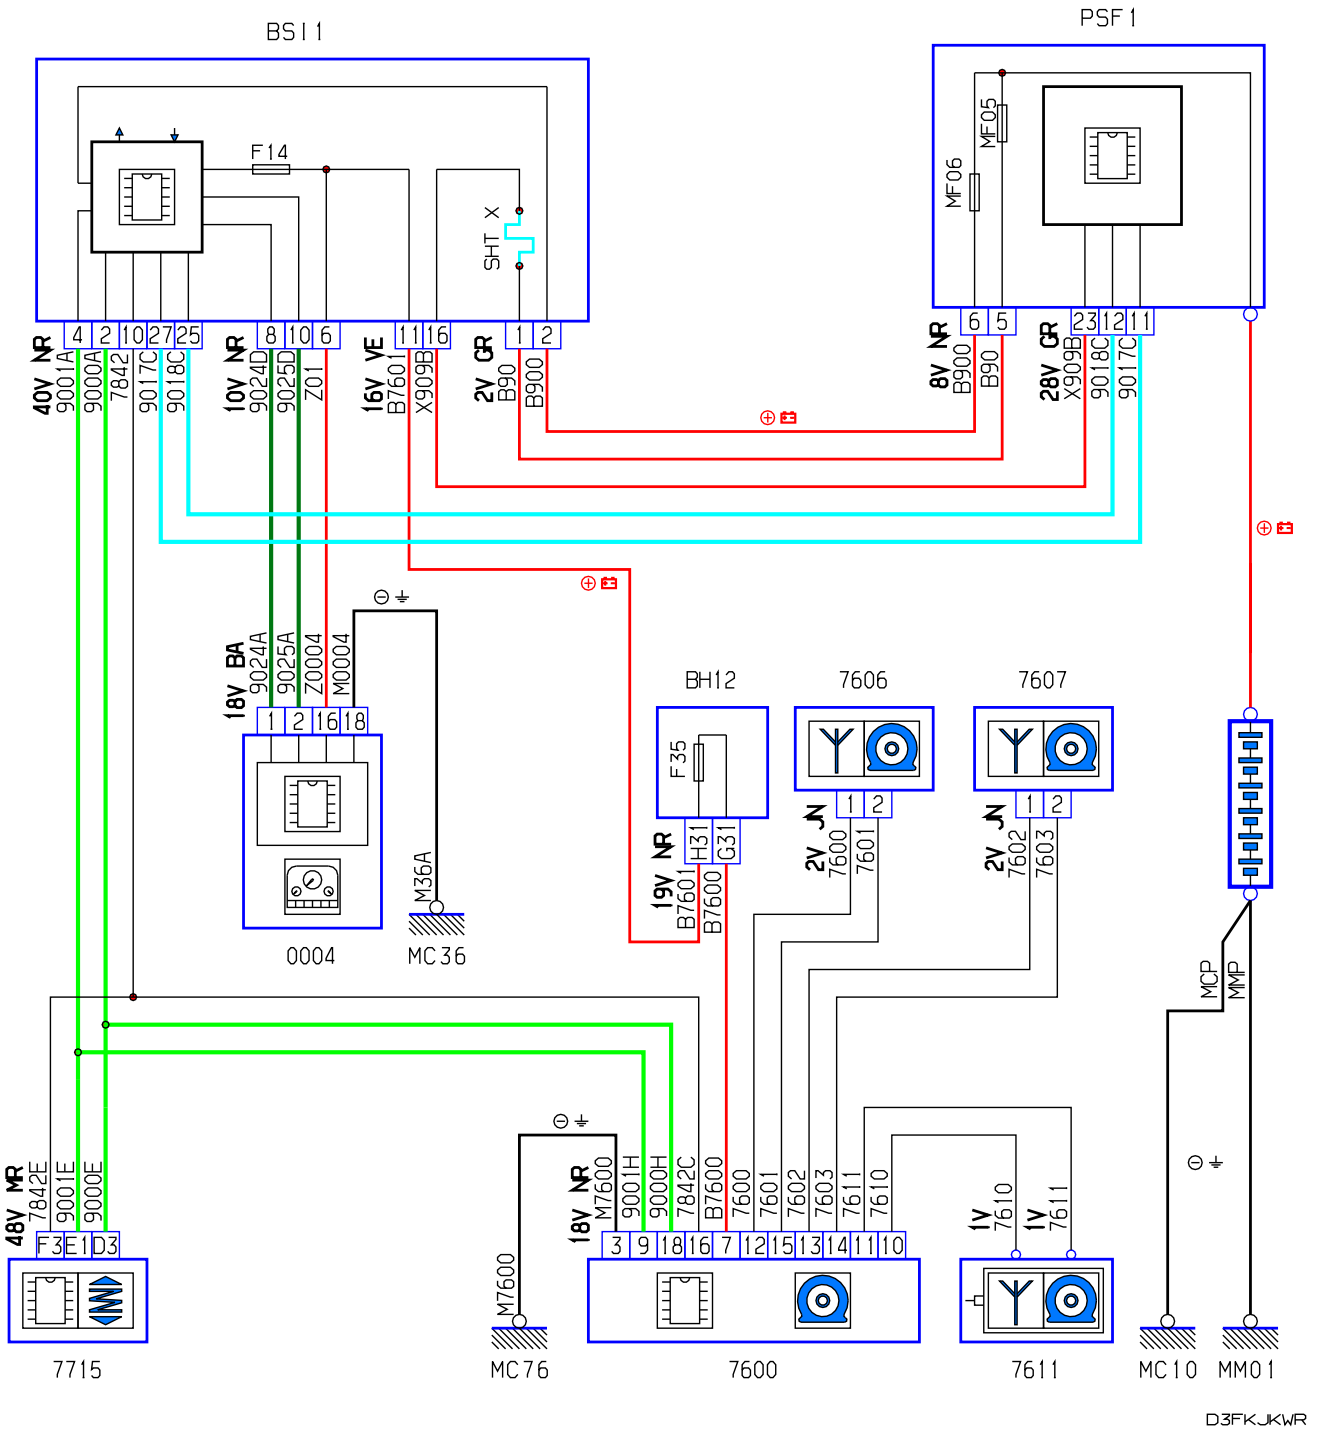 BSI1
PSF1
F14
SHT X
MF06
MF05
4 2 10 27 25
8 10 6
11 16
1 2
6 5
23 12 11
40V NR
9001A
9000A
7842
9017C
9018C
10V NR
9024D
9025D
Z01
16V VE
B7601
X909B
2V GR
B90
B900
8V NR
B900
B90
28V GR
X909B
9018C
9017C
18V BA
9024A
9025A
Z0004
M0004
1 2 16 18
0004
M36A
MC36
BH12
F35
H31
G31
19V NR
B7601
B7600
7606
1 2
2V JN
7600
7601
7607
1 2
2V JN
7602
7603
MCP
MMP
48V MR
7842E
9001E
9000E
F3 E1 D3
7715
M7600
MC76
18V NR
M7600
9001H
9000H
7842C
B7600
7600
7601
7602
7603
7611
7610
3 9 18 16 7 12 15 13 14 11 10
7600
1V
7610
1V
7611
7611
MC10
MM01
D3FKJKWR